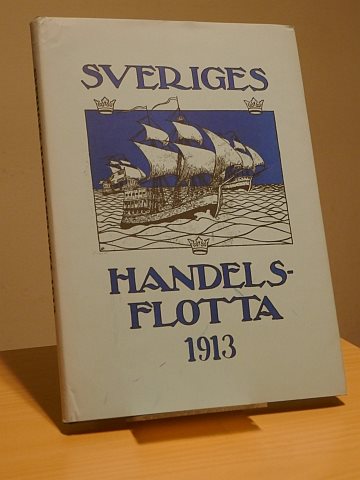 SVERIGES
HANDELS-
FLOTTA
1913